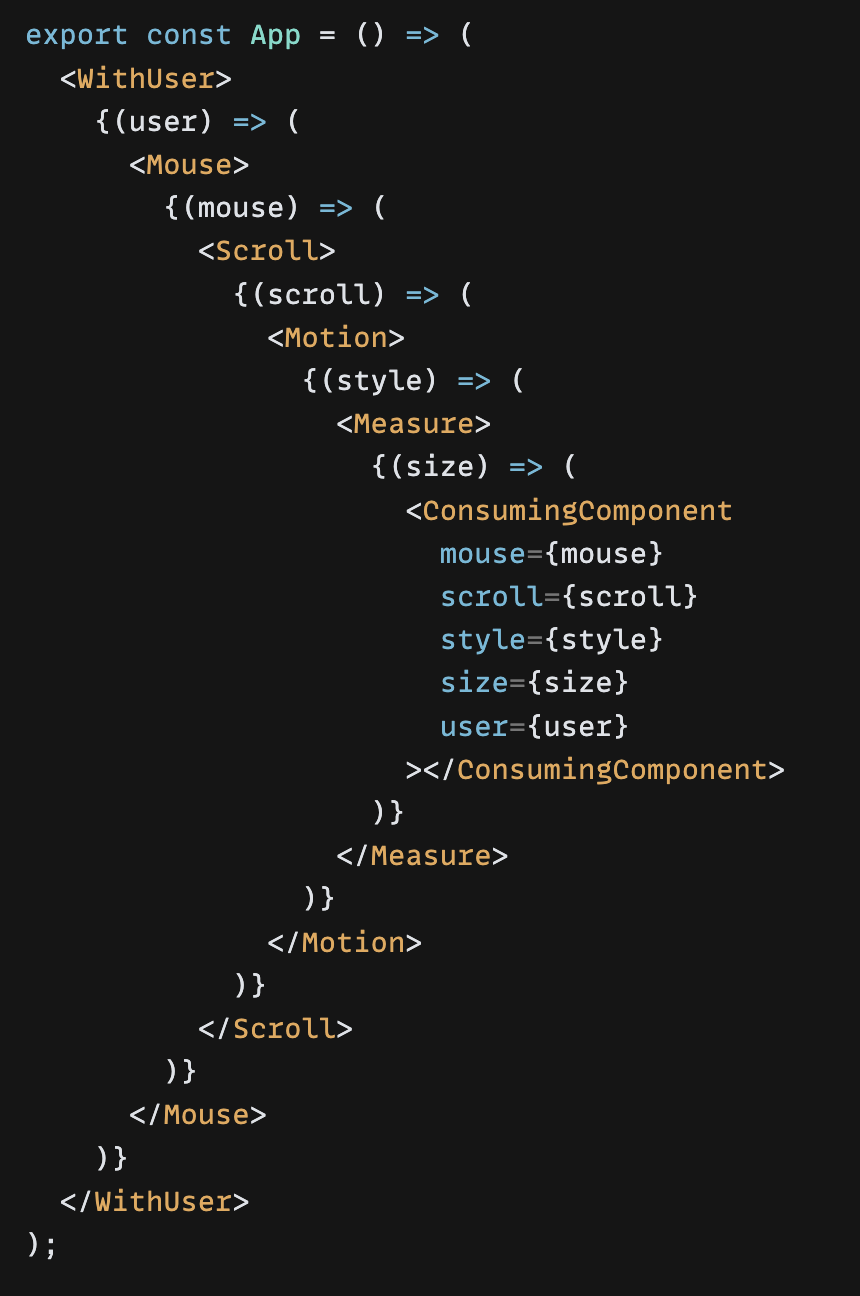 export const App = () => (
  <WithUser>
    {(user) => (
      <Mouse>
        {(mouse) => (
          <Scroll>
            {(scroll) => (
              <Motion>
                {(style) => (
                  <Measure>
                    {(size) => (
                      <ConsumingComponent
                        mouse={mouse}
                        scroll={scroll}
                        style={style}
                        size={size}
                        user={user}
                      ></ConsumingComponent>
                    )}
                  </Measure>
                )}
              </Motion>
            )}
          </Scroll>
        )}
      </Mouse>
    )}
  </WithUser>
);